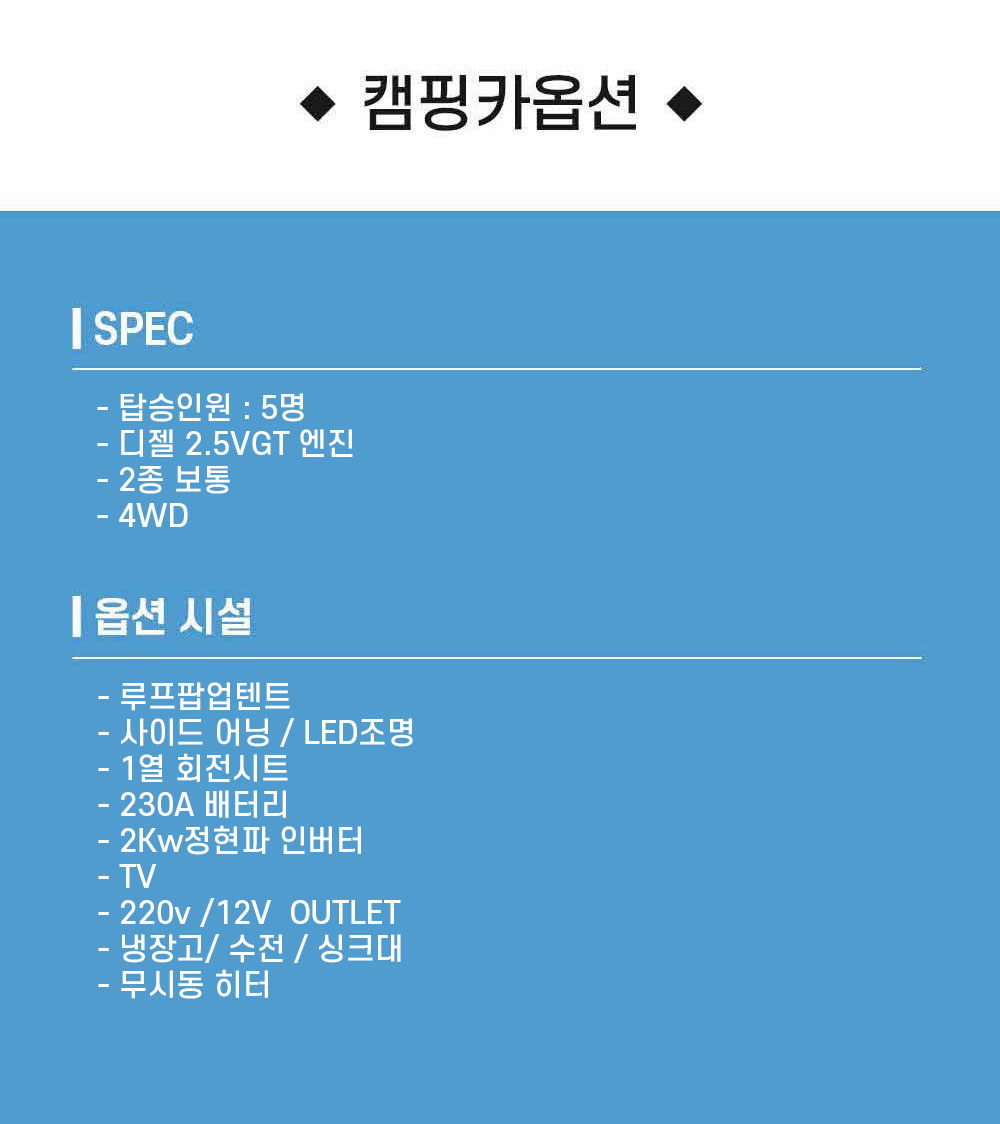 ◆ 캠핑카옵션 ◆
SPEC
- 탑승인원 : 5명
- 디젤 2.5VGT 엔진
- 2종 보통
- 4WD
옵션 시설
- 루프팝업텐트
- 사이드 어닝 / LED조명
- 1열 회전시트
- 230A 배터리
- 2Kw정현파 인버터
- TV
- 220v /12V  OUTLET
- 냉장고/ 수전 / 싱크대
- 무시동 히터